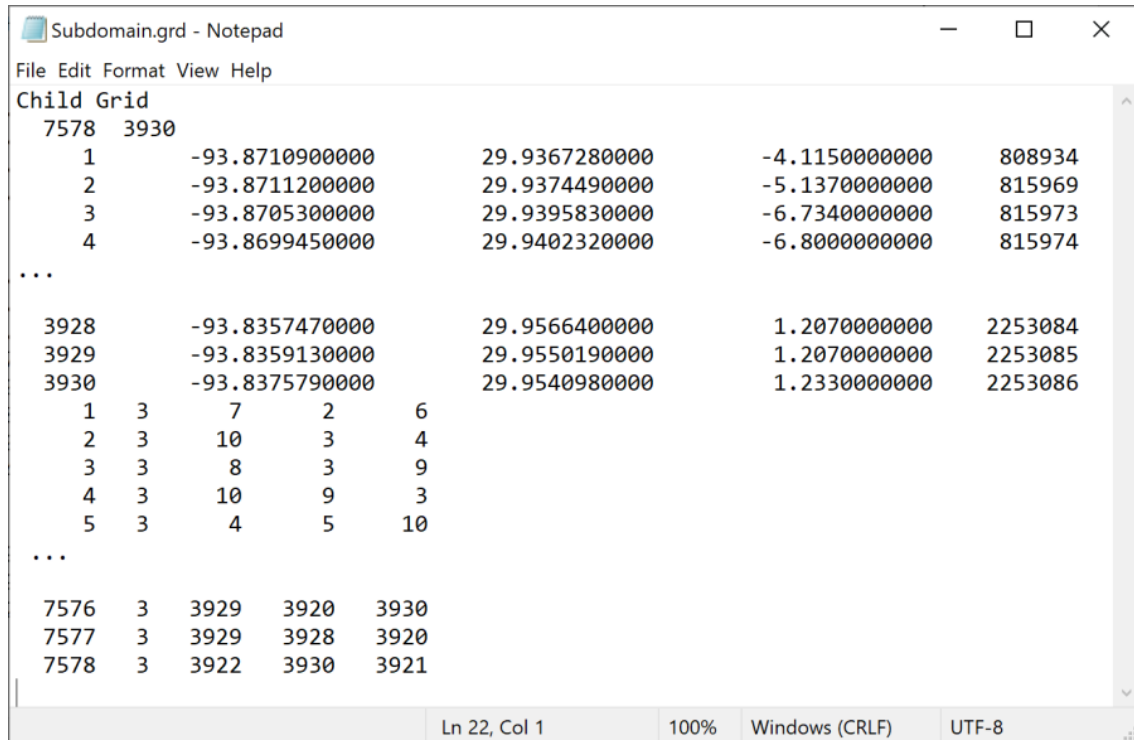 Subdomain.grd - Notepad
File Edit Format View Help
Child Grid
7578 3930
1 -93.8710900000 29.9367280000 -4.1150000000 808934
2 -93.8711200000 29.9374490000 -5.1370000000 815969
3 -93.8705300000 29.9395830000 -6.7340000000 815973
4 -93.8699450000 29.9402320000 -6.8000000000 815974
...
3928 -93.8357470000 29.9566400000 1.2070000000 2253084
3929 -93.8359130000 29.9550190000 1.2070000000 2253085
3930 -93.8375790000 29.9540980000 1.2330000000 2253086
1 3 7 2 6
2 3 10 3 4
3 3 8 3 9
4 3 10 9 3
5 3 4 5 10
...
7576 3 3929 3920 3930
7577 3 3929 3928 3920
7578 3 3922 3930 3921
Ln 22, Col 1 100% Windows (CRLF) UTF-8